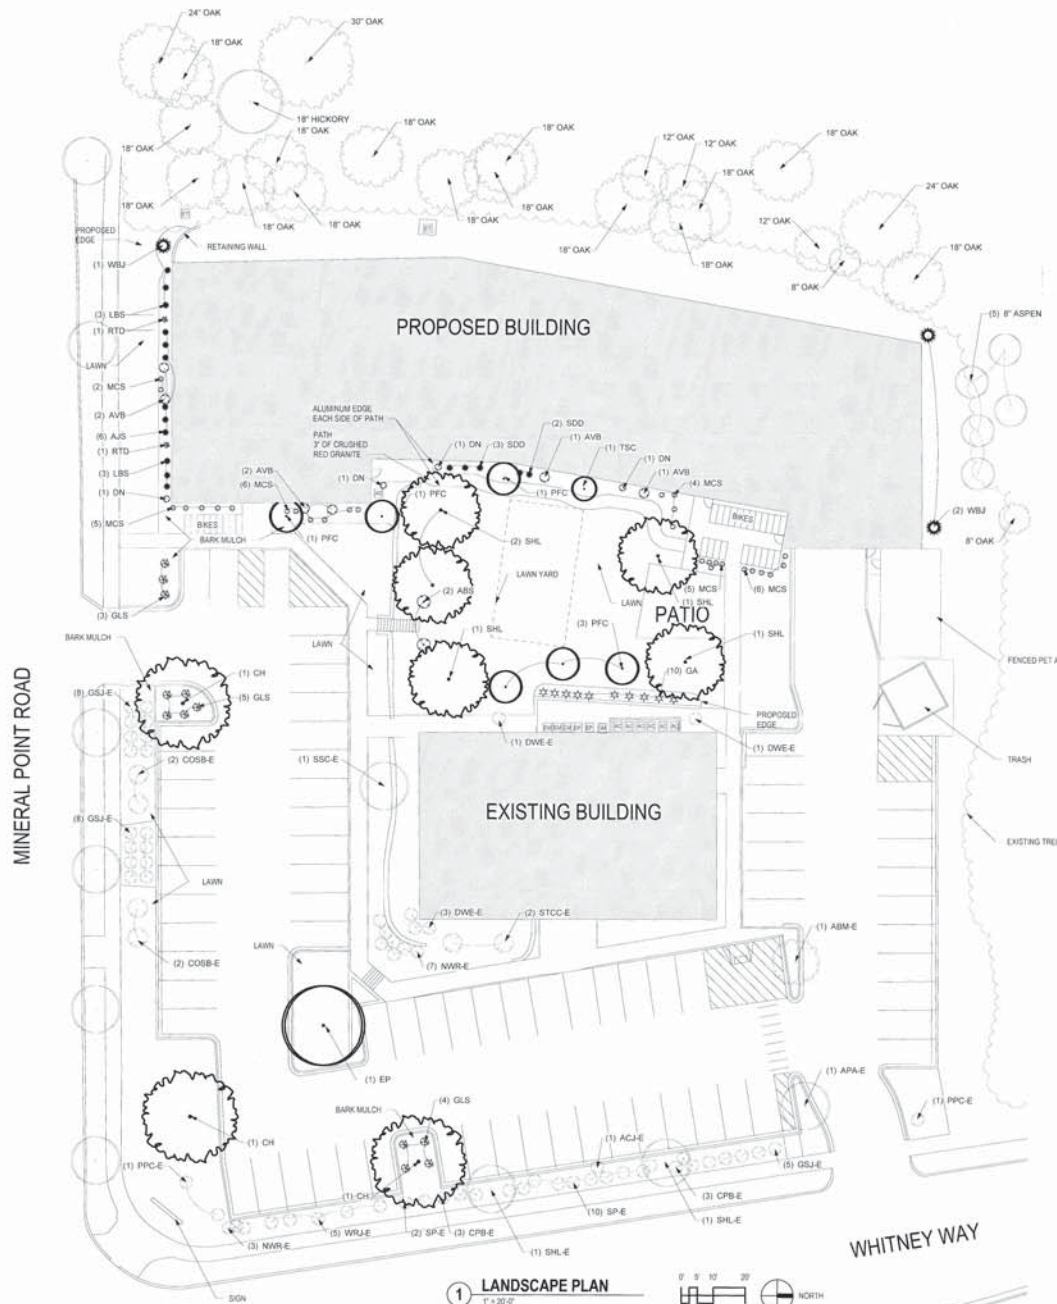 24" OAK
30" OAK
18" OAK
18" HICKORY
18" OAK
18" OAK
18" OAK
12" OAK
18" OAK
12" OAK
18" OAK
18" OAK
18" OAK
18" OAK
24" OAK
18" OAK
18" OAK
18" OAK
18" OAK
18" OAK
12" OAK
PROPOSED
EDGE
RETAINING WALL
18" OAK
18" OAK
18" OAK
8" OAK
(1) WBJ
(3) LBS
(5) 8" ASPEN
(1) RTD
PROPOSED BUILDING
LAWN
(2) MCS
(2) AVB
ALUMINUM EDGE
EACH SIDE OF PATH
PATH
3" OF CRUSHED
RED GRANITE
(6) AJS
(1) RTD
(3) LBS
(1) DN
(5) MCS
(1) DN
(3) SDD
(2) SDD
(1) AVB
(1) TSC
(1) DN
(1) AVB
(4) MCS
(2) AVB
(6) MCS
(1) DN
(1) PFC
(1) PFC
BIKES
BIKES
(2) WBJ
BARK MULCH
(1) PFC
(2) SHL
8" OAK
LAWN YARD
(2) ABS
LAWN
(5) MCS
(6) MCS
(1) SHL
PATIO
(3) GLS
BARK MULCH
LAWN
(1) SHL
(3) PFC
(1) SHL
(1) CH
(10) GA
FENCED PET A
(8) GSJ-E
(5) GLS
PROPOSED
EDGE
(1) DWE-E
(1) DWE-E
(2) COSB-E
(1) SSC-E
TRASH
MINERAL POINT ROAD
EXISTING BUILDING
(8) GSJ-E
EXISTING TREE
LAWN
(3) DWE-E
(2) STCC-E
(1) ABM-E
LAWN
(2) COSB-E
(7) NWR-E
(1) EP
(1) APA-E
(4) GLS
BARK MULCH
(1) PPC-E
(1) CH
(1) ACJ-E
(1) PPC-E
(5) GSJ-E
(1) CH
(3) CPB-E
(10) SP-E
(1) SHL-E
(5) WRJ-E
(2) SP-E
(3) CPB-E
(3) NWR-E
(1) SHL-E
WHITNEY WAY
SIGN
1 LANDSCAPE PLAN
1" = 20'-0"
0' 5' 10' 20'
NORTH